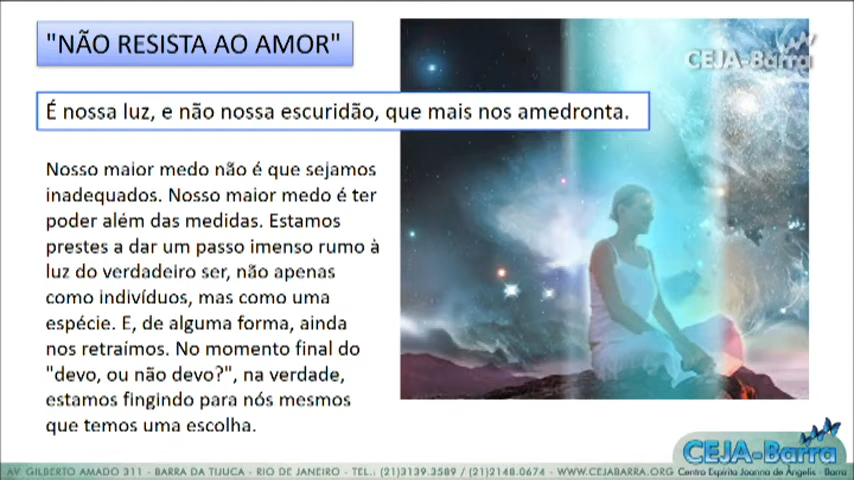 "NÃO RESISTA AO AMOR"
CEJA-Barra
É nossa luz, e não nossa escuridão, que mais nos amedronta.
Nosso maior medo não é que sejamos
inadequados. Nosso maior medo é ter
poder além das medidas. Estamos
prestes a dar um passo imenso rumo à
luz do verdadeiro ser, não apenas
como indivíduos, mas como uma
espécie. E, de alguma forma, ainda
nos retraímos. No momento final do
"devo, ou não devo?", na verdade,
estamos fingindo para nós mesmos
que temos uma escolha.
CEJA-Barra
AV GILBERTO AMADO 311 - BARRA DA TIJUCA - RIO DE JANEIRO - TEL.: (21)3139.3589 / (21)2148.0674 - WWW.CEJABARRA.ORG Centro Espírita Joanna de Angelis - Barra